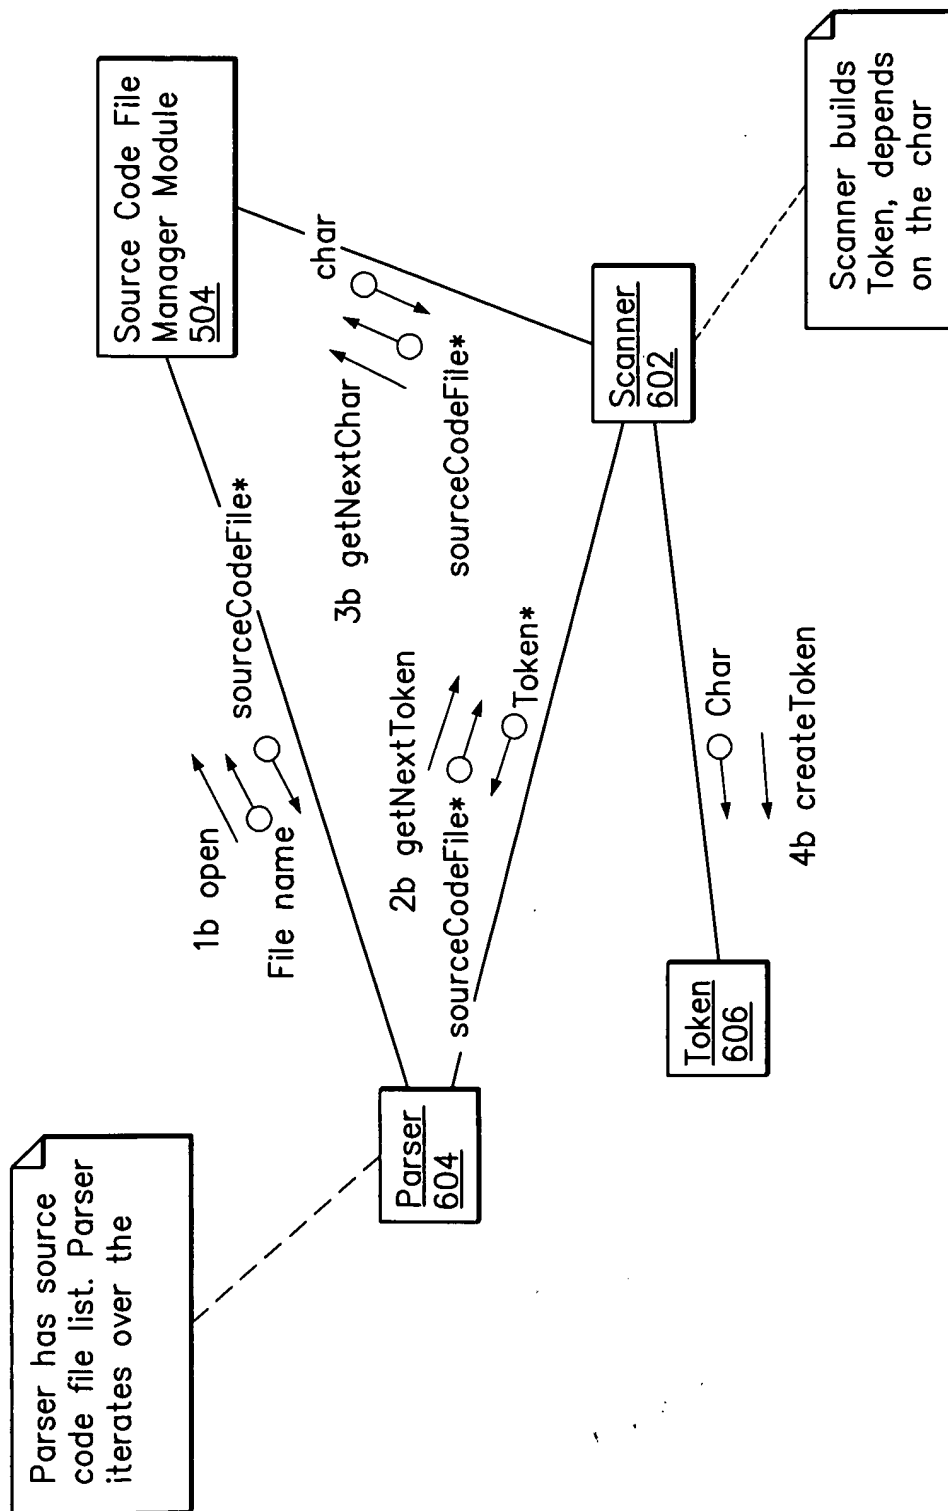 Parser has source
code file list. Parser
iterates over the
1b open
File name
sourceCodeFile*
Source Code File
Manager Module
504
3b getNextChar
char
sourceCodeFile*
Parser
604
2b getNextToken
sourceCodeFile*
Token*
Scanner
602
Token
606
Char
4b createToken
Scanner builds
Token, depends
on the char